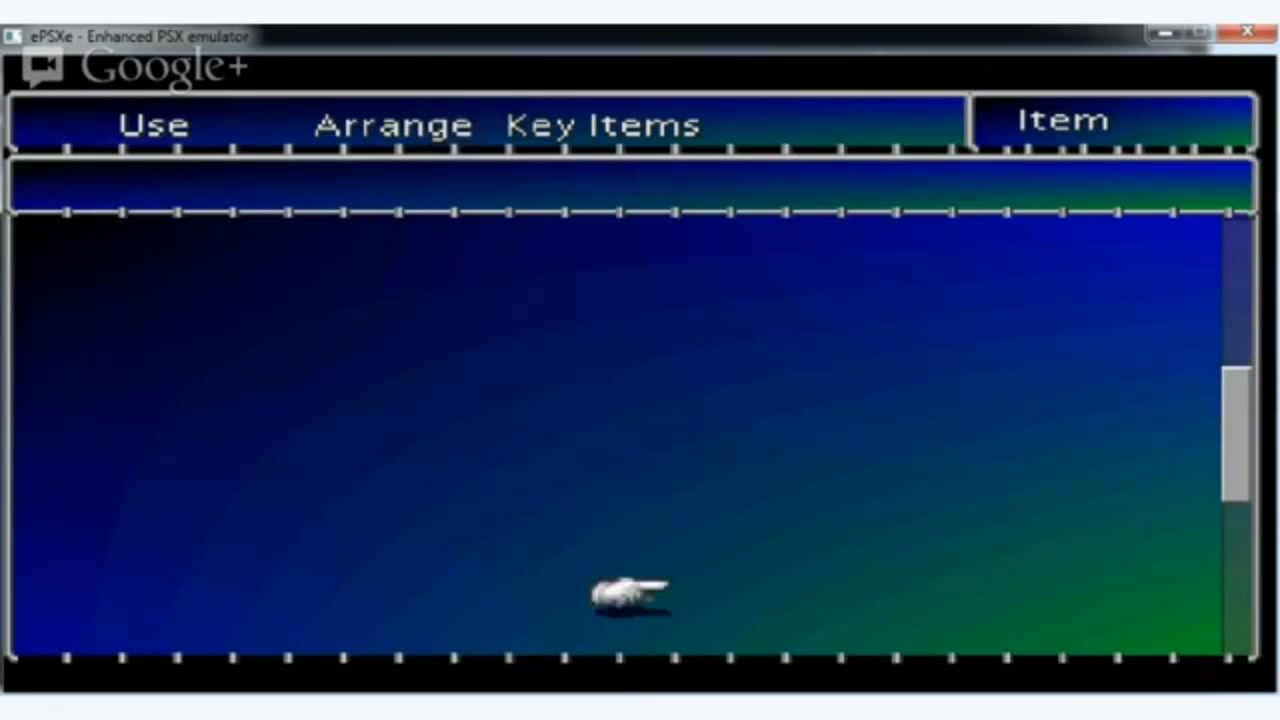 ePSXe - Enhanced PSX emulator
Google+
Use Arrange Key Items Item